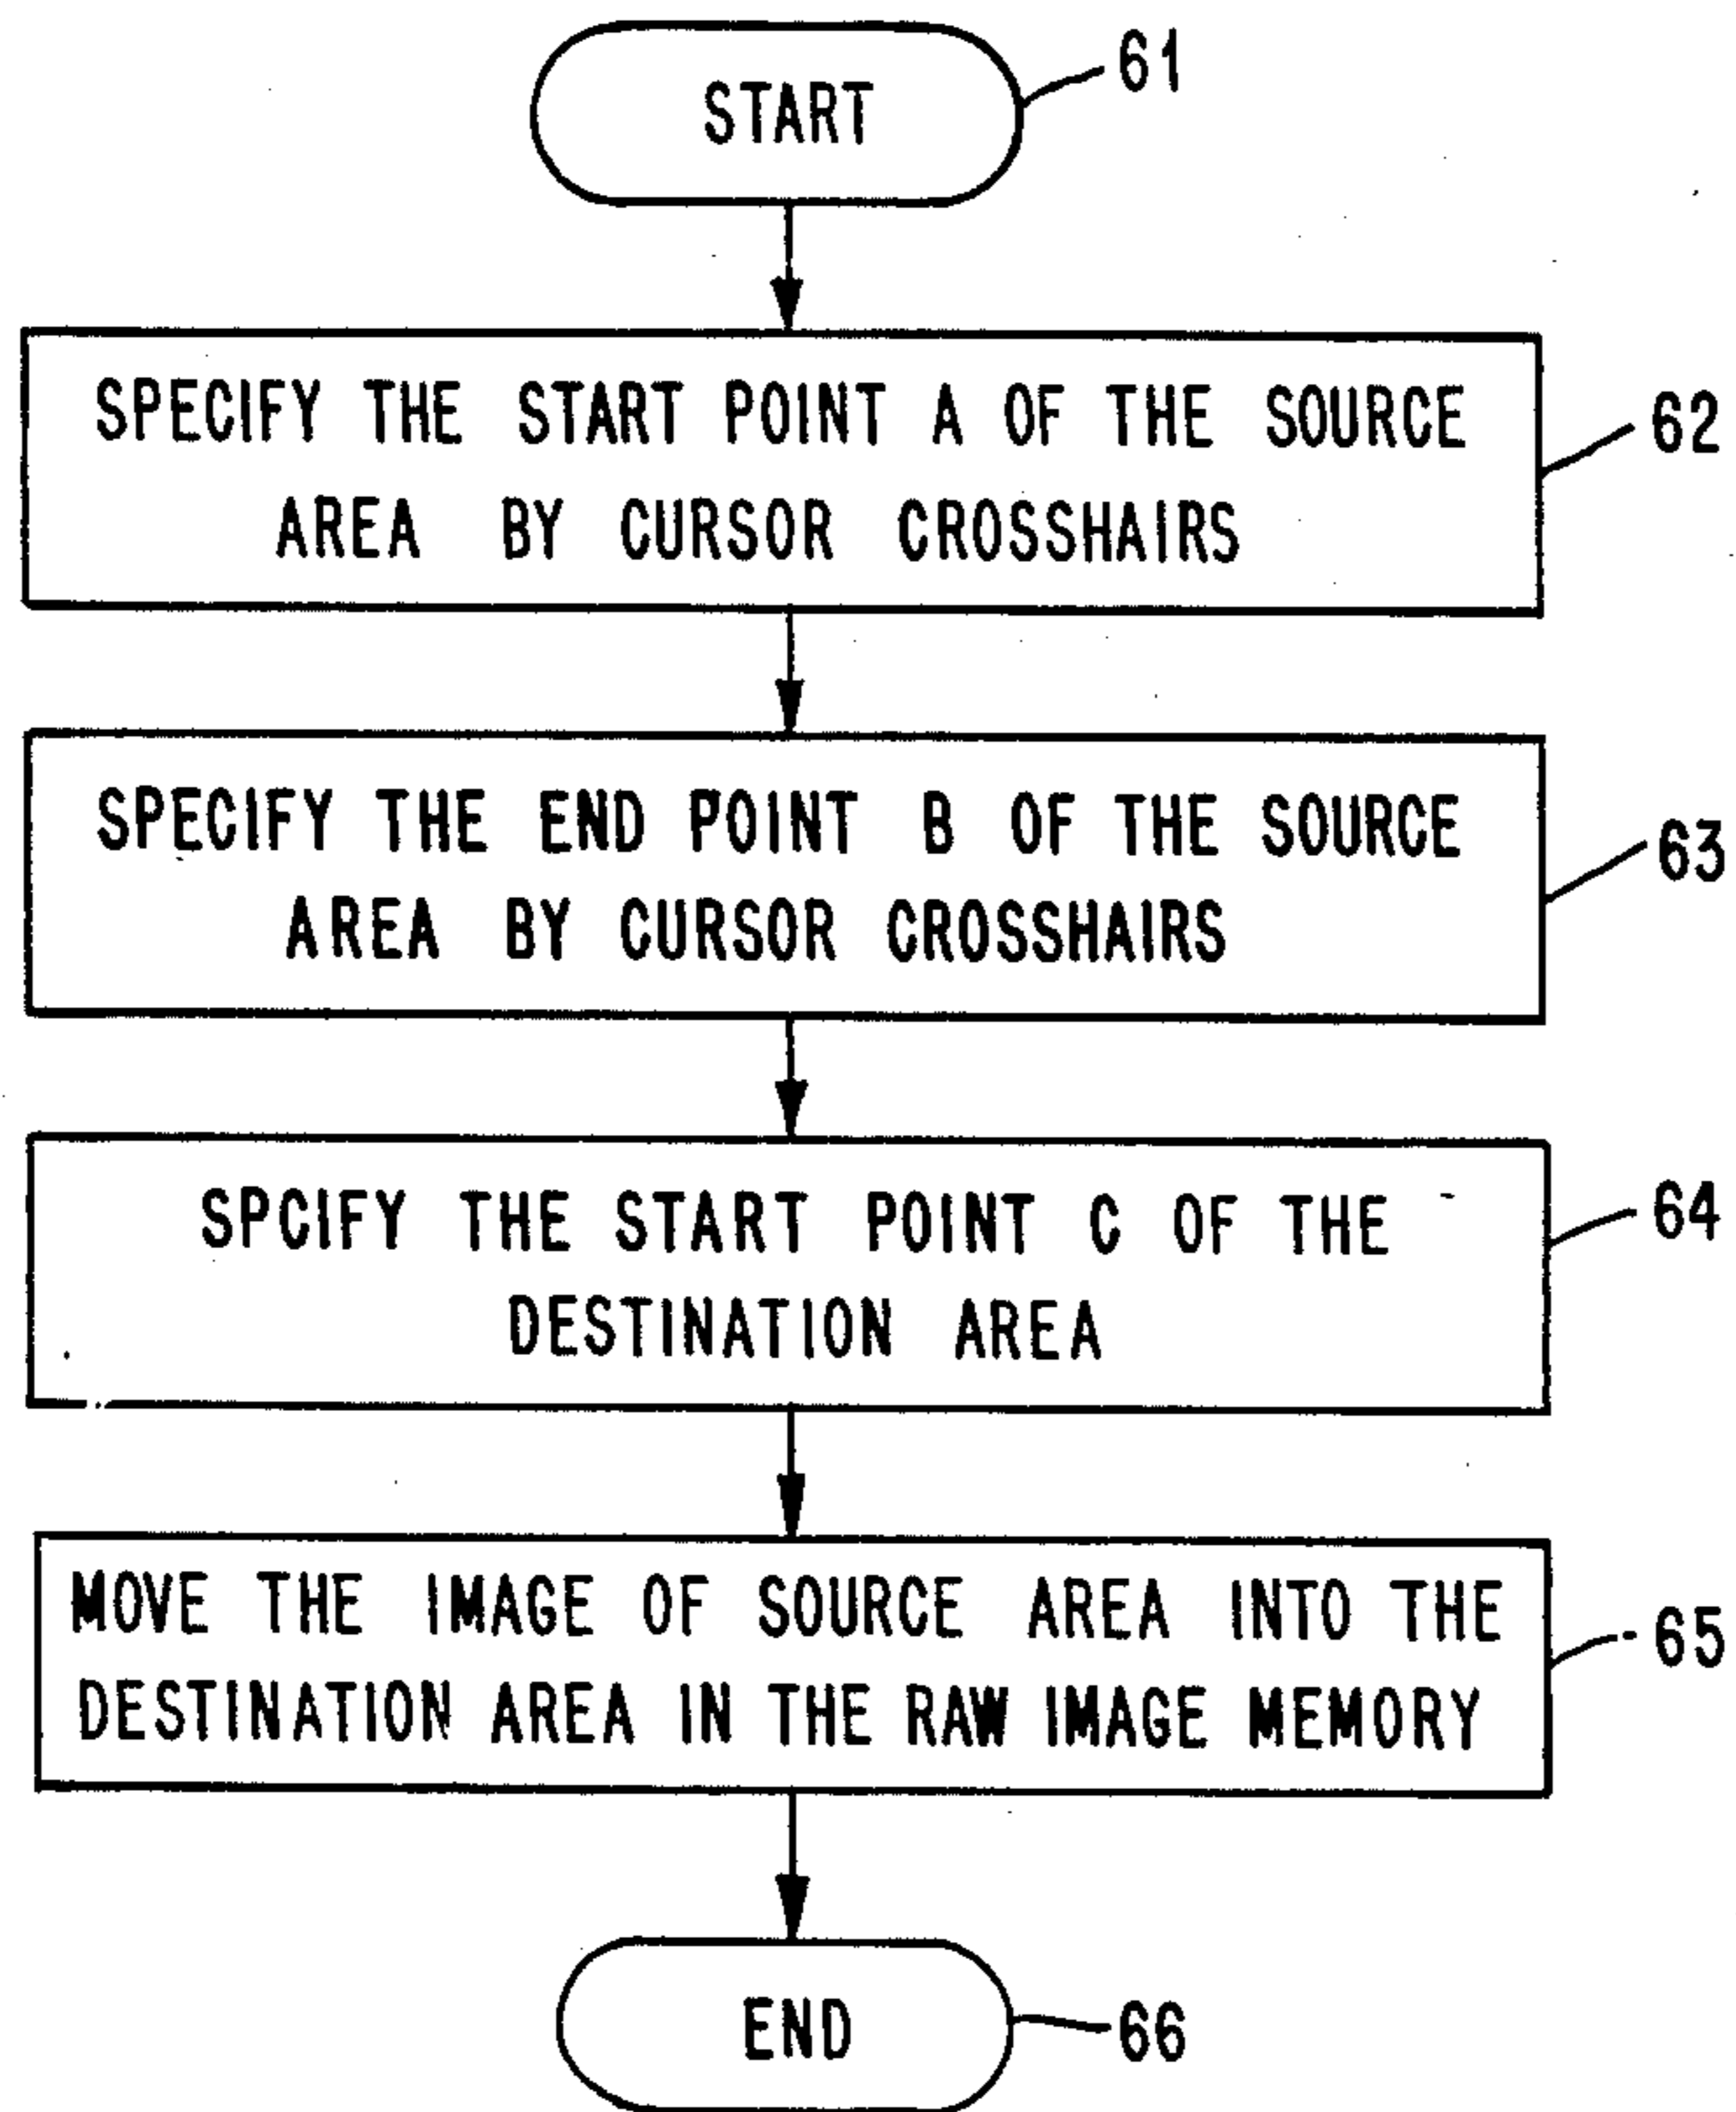 START
61
SPECIFY THE START POINT A OF THE SOURCE
AREA BY CURSOR CROSSHAIRS
62
SPECIFY THE END POINT B OF THE SOURCE
AREA BY CURSOR CROSSHAIRS
63
SPCIFY THE START POINT C OF THE
DESTINATION AREA
64
MOVE THE IMAGE OF SOURCE AREA INTO THE
DESTINATION AREA IN THE RAW IMAGE MEMORY
65
END
66